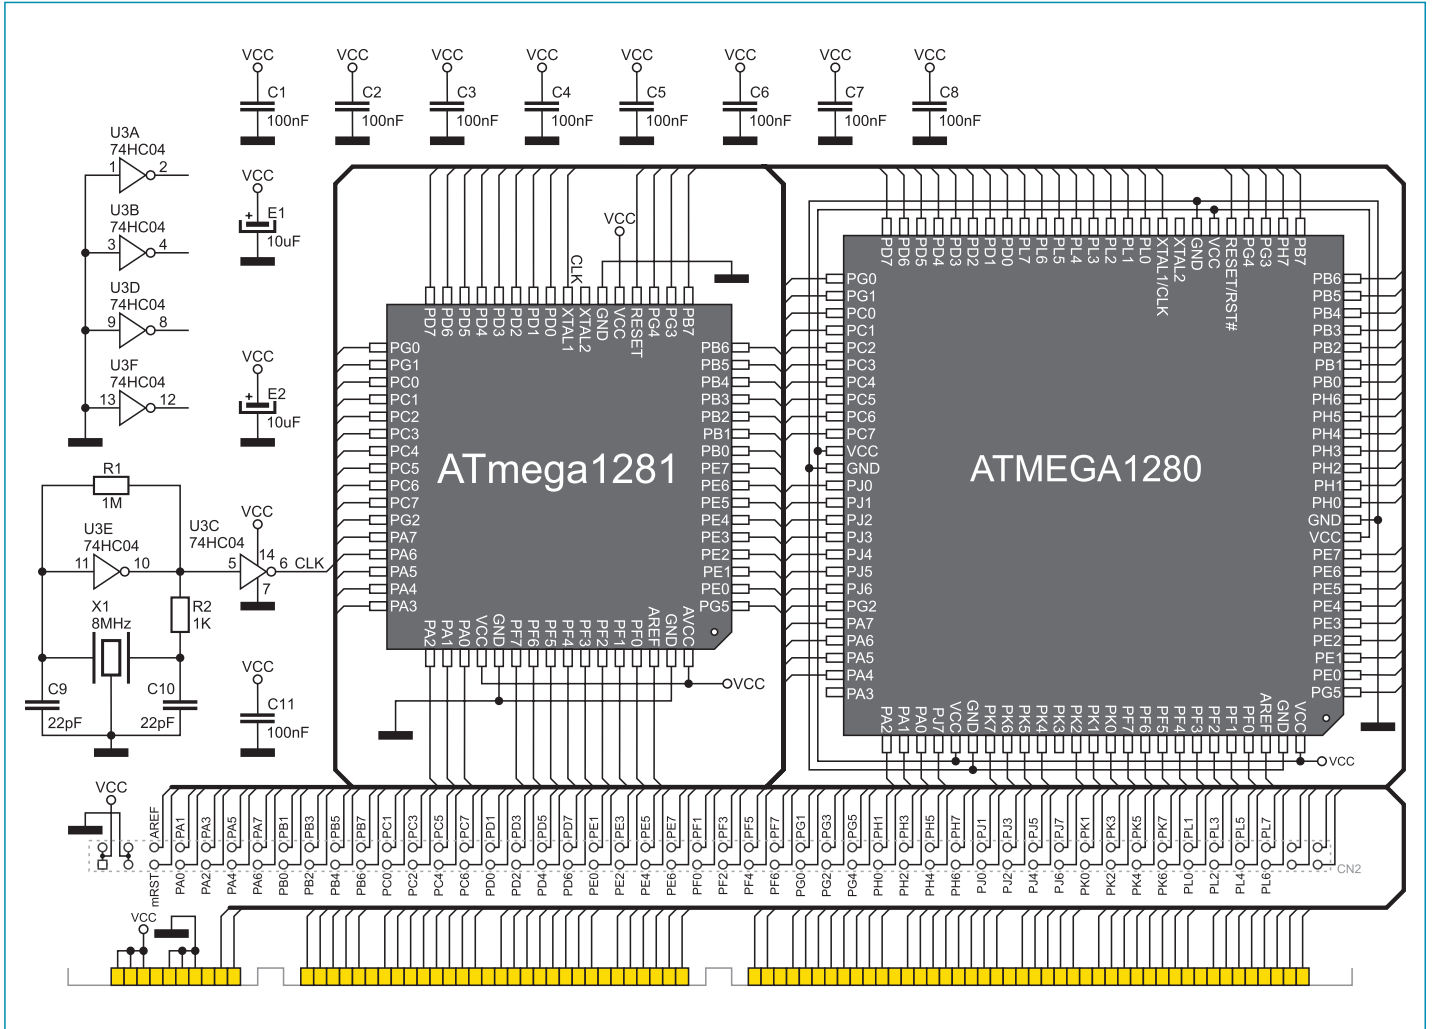 VCC VCC VCC VCC VCC VCC VCC VCC
C1 C2 C3 C4 C5 C6 C7 C8
100nF 100nF 100nF 100nF 100nF 100nF 100nF 100nF
U3A
74HC04
1 2
U3B
74HC04
3 4
U3D
74HC04
9 8
U3F
74HC04
13 12
VCC
+ E1
10uF
VCC
+ E2
10uF
R1
1M
U3E
74HC04
11 10
U3C
74HC04
VCC
14
5 6 CLK
7
R2
1K
X1
8MHz
C9
22pF
C10
22pF
VCC
C11
100nF
VCC
CLK
PD7 PD6 PD5 PD4 PD3 PD2 PD1 PD0 XTAL1 XTAL2 GND VCC RESET PG4 PG3 PB7
PG0
PG1
PC0
PC1
PC2
PC3
PC4
PC5
PC6
PC7
PG2
PA7
PA6
PA5
PA4
PA3
ATmega1281
PB6
PB5
PB4
PB3
PB2
PB1
PB0
PE7
PE6
PE5
PE4
PE3
PE2
PE1
PE0
PG5
PA2 PA1 PA0 VCC GND PF7 PF6 PF5 PF4 PF3 PF2 PF1 PF0 AREF GND AVCC
VCC
PD7 PD6 PD5 PD4 PD3 PD2 PD1 PD0 PL7 PL6 PL5 PL4 PL3 PL2 PL1 PL0 XTAL1/CLK XTAL2 GND VCC RESET/RST# PG4 PG3 PH7 PB7
PG0
PG1
PC0
PC1
PC2
PC3
PC4
PC5
PC6
PC7
VCC
GND
PJ0
PJ1
PJ2
PJ3
PJ4
PJ5
PJ6
PG2
PA7
PA6
PA5
PA4
PA3
ATMEGA1280
PB6
PB5
PB4
PB3
PB2
PB1
PB0
PH6
PH5
PH4
PH3
PH2
PH1
PH0
GND
VCC
PE7
PE6
PE5
PE4
PE3
PE2
PE1
PE0
PG5
PA2 PA1 PA0 PJ7 VCC GND PK7 PK6 PK5 PK4 PK3 PK2 PK1 PK0 PF7 PF6 PF5 PF4 PF3 PF2 PF1 PF0 AREF GND VCC
VCC
VCC
AREF PA1 PA3 PA5 PA7 PB1 PB3 PB5 PB7 PC1 PC3 PC5 PC7 PD1 PD3 PD5 PD7 PE1 PE3 PE5 PE7 PF1 PF3 PF5 PF7 PG1 PG3 PG5 PH1 PH3 PH5 PH7 PJ1 PJ3 PJ5 PJ7 PK1 PK3 PK5 PK7 PL1 PL3 PL5 PL7
CN2
mRST PA0 PA2 PA4 PA6 PB0 PB2 PB4 PB6 PC0 PC2 PC4 PC6 PD0 PD2 PD4 PD6 PE0 PE2 PE4 PE6 PF0 PF2 PF4 PF6 PG0 PG2 PG4 PH0 PH2 PH4 PH6 PJ0 PJ2 PJ4 PJ6 PK0 PK2 PK4 PK6 PL0 PL2 PL4 PL6
VCC